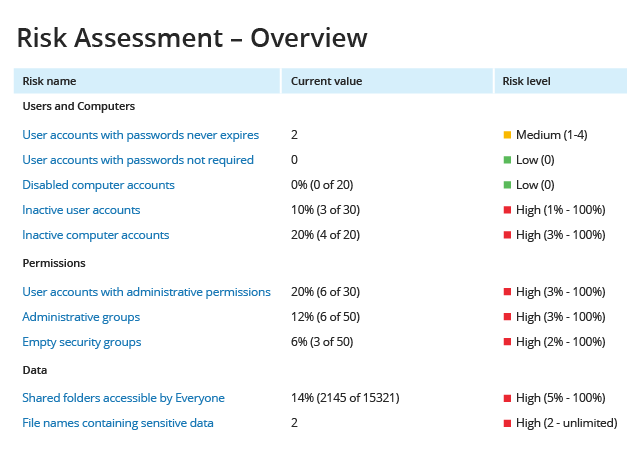 Risk Assessment – Overview
Risk name Current value Risk level
Users and Computers
User accounts with passwords never expires 2 Medium (1-4)
User accounts with passwords not required 0 Low (0)
Disabled computer accounts 0% (0 of 20) Low (0)
Inactive user accounts 10% (3 of 30) High (1% - 100%)
Inactive computer accounts 20% (4 of 20) High (3% - 100%)
Permissions
User accounts with administrative permissions 20% (6 of 30) High (3% - 100%)
Administrative groups 12% (6 of 50) High (3% - 100%)
Empty security groups 6% (3 of 50) High (2% - 100%)
Data
Shared folders accessible by Everyone 14% (2145 of 15321) High (5% - 100%)
File names containing sensitive data 2 High (2 - unlimited)